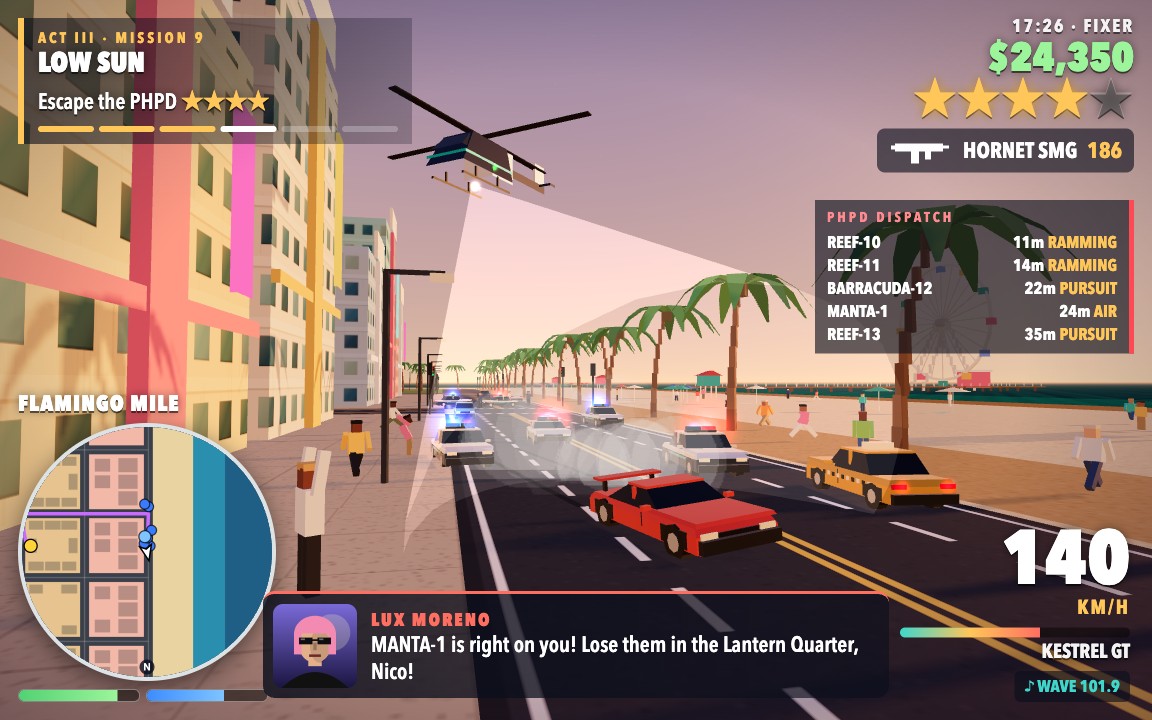 ACT III · MISSION 9
LOW SUN
Escape the PHPD ★★★★
17:26 · FIXER
$24,350
HORNET SMG 186
PHPD DISPATCH
REEF-10 11m RAMMING
REEF-11 14m RAMMING
BARRACUDA-12 22m PURSUIT
MANTA-1 24m AIR
REEF-13 35m PURSUIT
FLAMINGO MILE
N
LUX MORENO
MANTA-1 is right on you! Lose them in the Lantern Quarter,
Nico!
140
KM/H
KESTREL GT
♪ WAVE 101.9